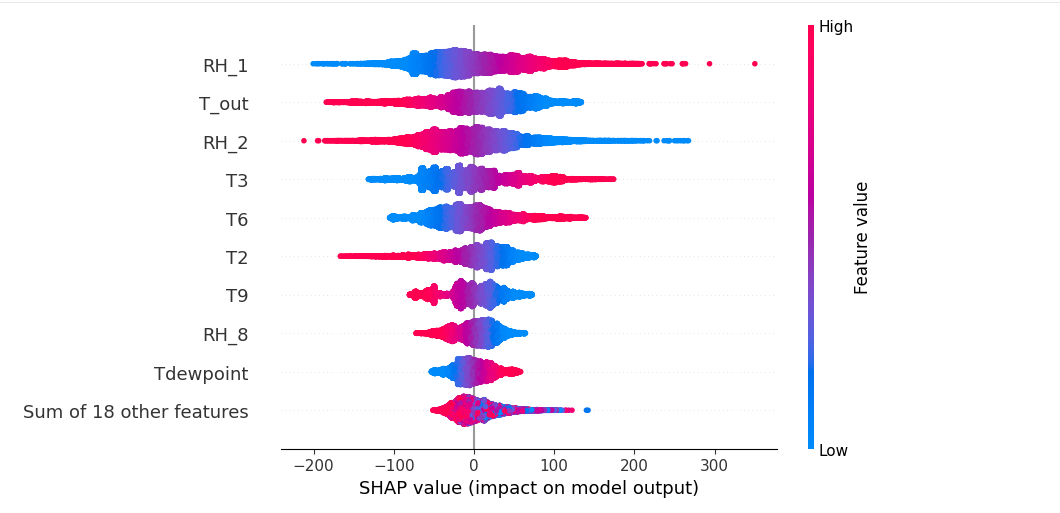 High
RH_1
T_out
RH_2
T3
T6
T2
T9
RH_8
Tdewpoint
Sum of 18 other features
Feature value
Low
−200
−100
0
100
200
300
SHAP value (impact on model output)